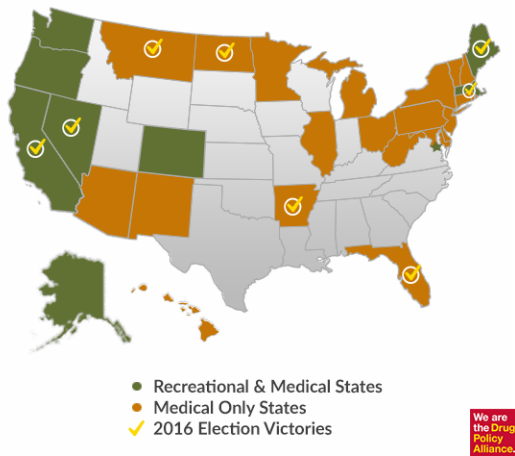 Recreational & Medical States
Medical Only States
2016 Election Victories
We are
the Drug
Policy
Alliance.